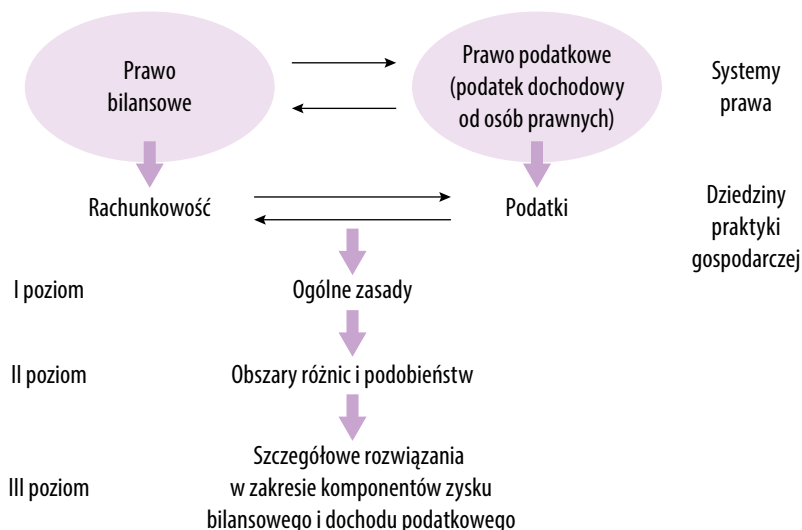 Prawo
bilansowe
Prawo podatkowe
(podatek dochodowy
od osób prawnych)
Systemy
prawa
Rachunkowość
Podatki
Dziedziny
praktyki
gospodarczej
I poziom
Ogólne zasady
II poziom
Obszary różnic i podobieństw
III poziom
Szczegółowe rozwiązania
w zakresie komponentów zysku
bilansowego i dochodu podatkowego